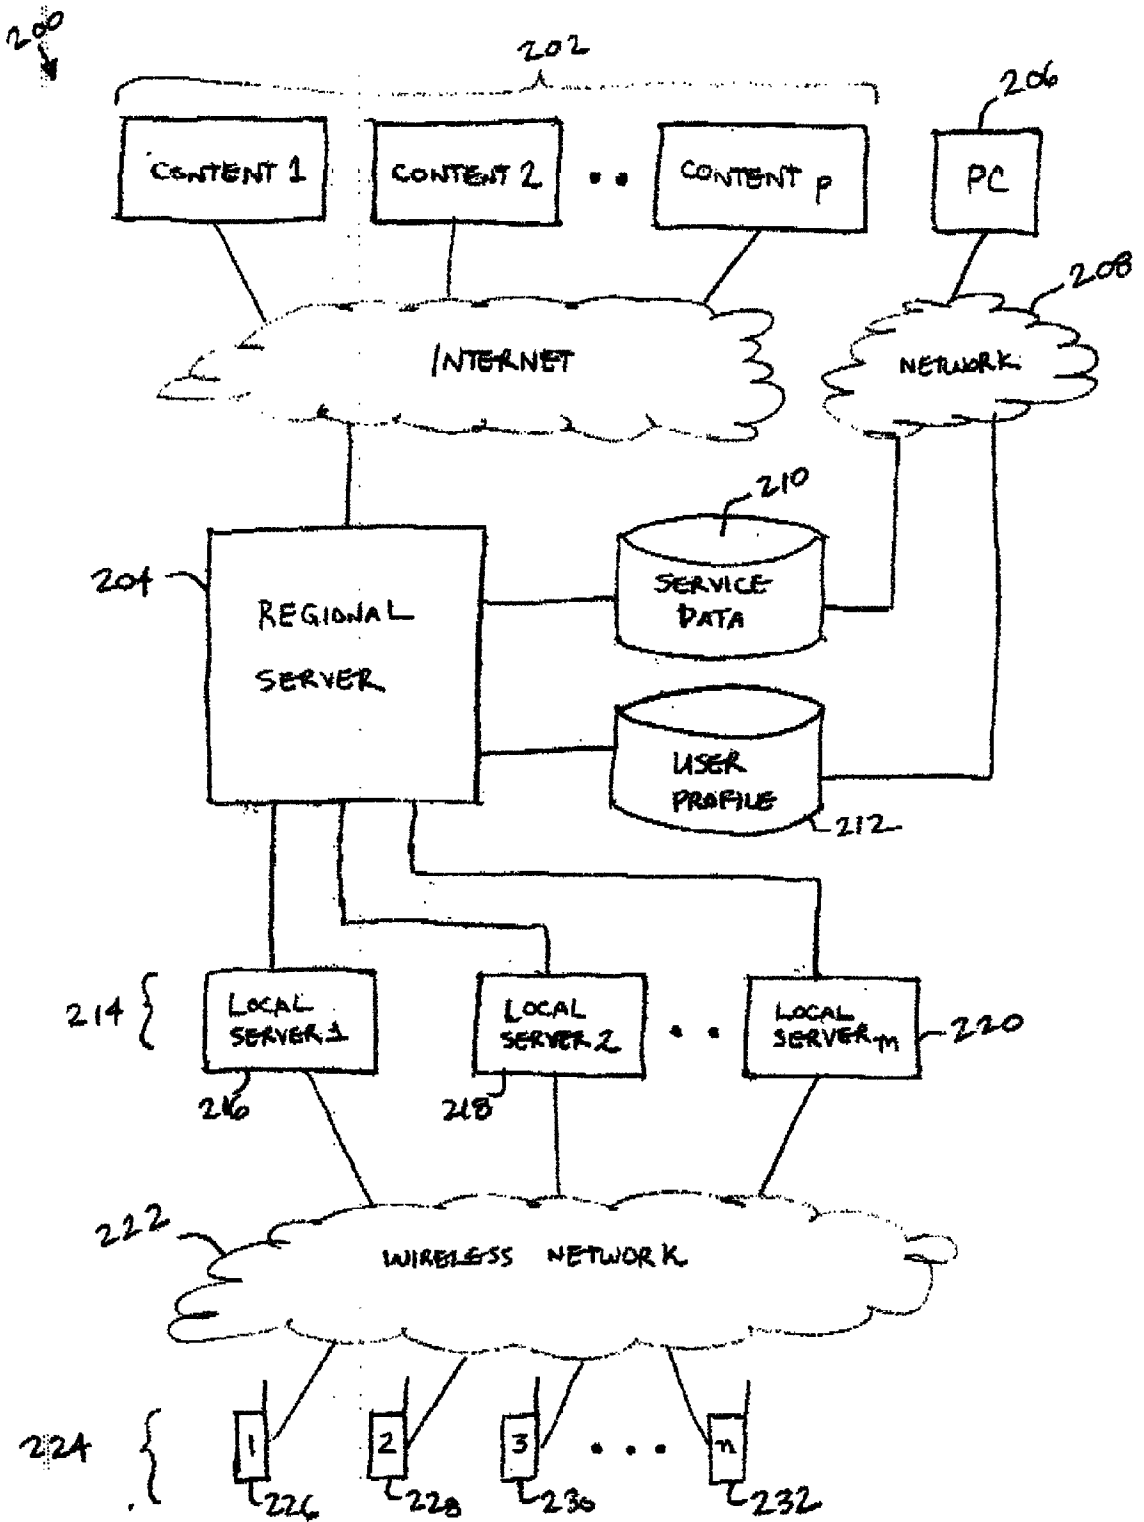 200
202
206
CONTENT 1
CONTENT 2
CONTENT P
PC
208
INTERNET
NETWORK
210
204
REGIONAL
SERVER
SERVICE
DATA
USER
PROFILE
212
214
LOCAL
SERVER 1
LOCAL
SERVER 2
LOCAL
SERVER m
220
216
218
222
WIRELESS NETWORK
224
1
2
3
n
226
228
230
232